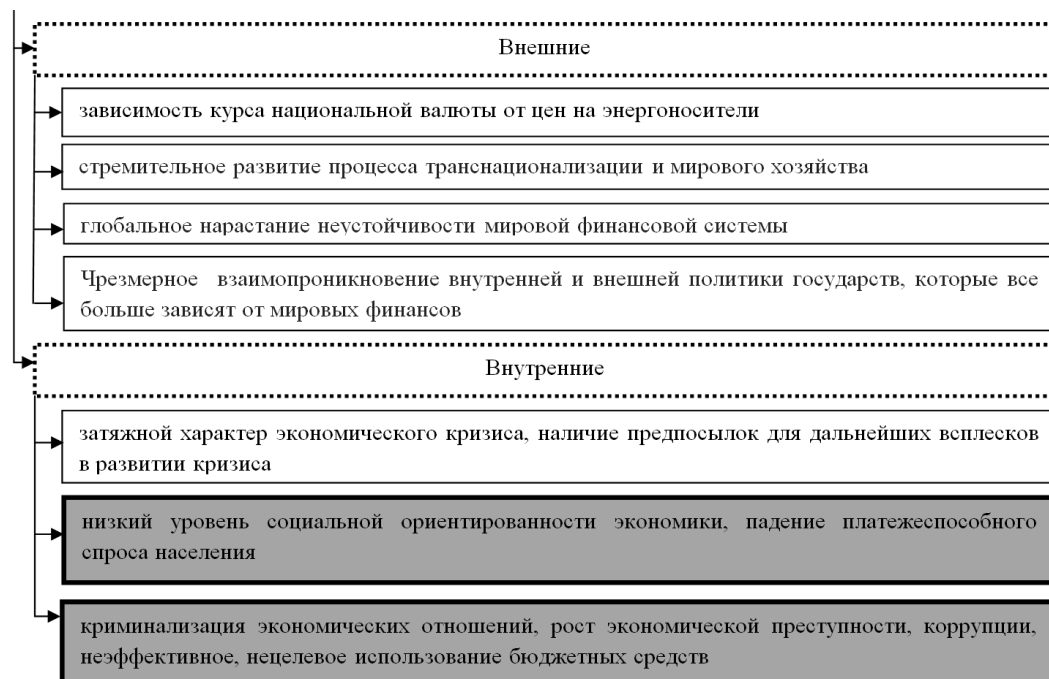 Внешние
зависимость курса национальной валюты от цен на энергоносители
стремительное развитие процесса транснационализации и мирового хозяйства
глобальное нарастание неустойчивости мировой финансовой системы
Чрезмерное взаимопроникновение внутренней и внешней политики государств, которые все
больше зависят от мировых финансов
Внутренние
затяжной характер экономического кризиса, наличие предпосылок для дальнейших всплесков
в развитии кризиса
низкий уровень социальной ориентированности экономики, падение платежеспособного
спроса населения
криминализация экономических отношений, рост экономической преступности, коррупции,
неэффективное, нецелевое использование бюджетных средств